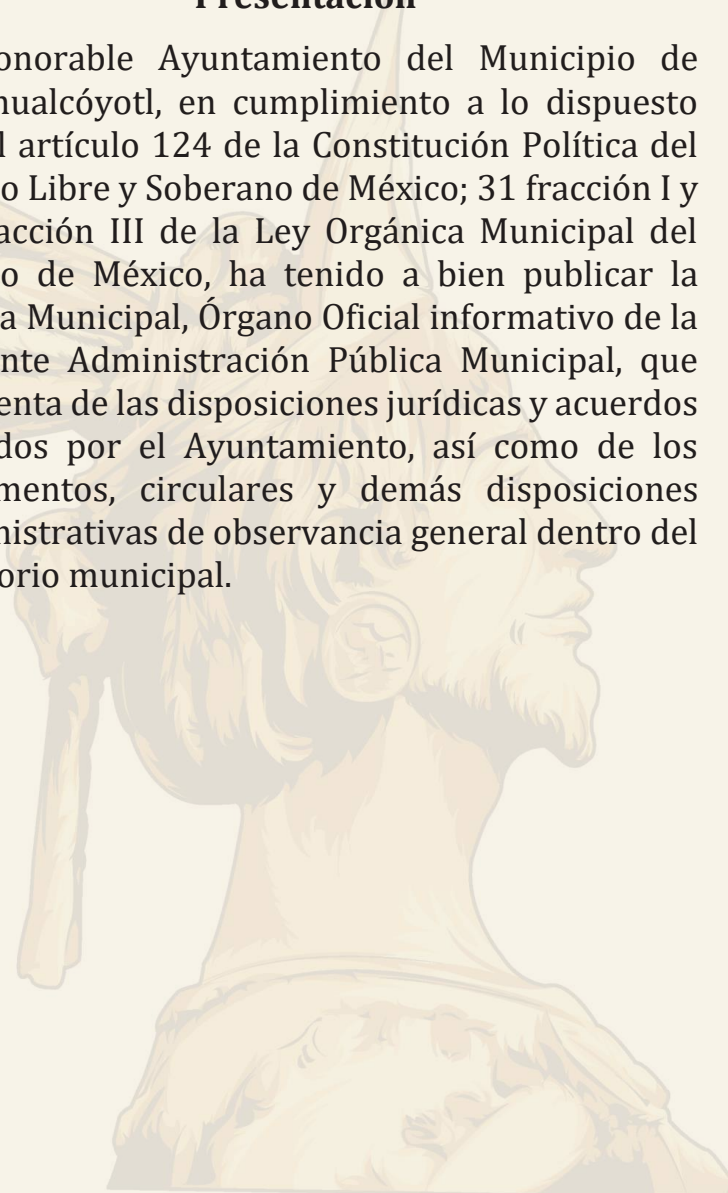 Presentación
onorable Ayuntamiento del Municipio de
hualcóyotl, en cumplimiento a lo dispuesto
l artículo 124 de la Constitución Política del
o Libre y Soberano de México; 31 fracción I y
acción III de la Ley Orgánica Municipal del
o de México, ha tenido a bien publicar la
a Municipal, Órgano Oficial informativo de la
nte Administración Pública Municipal, que
enta de las disposiciones jurídicas y acuerdos
dos por el Ayuntamiento, así como de los
mentos, circulares y demás disposiciones
nistrativas de observancia general dentro del
orio municipal.